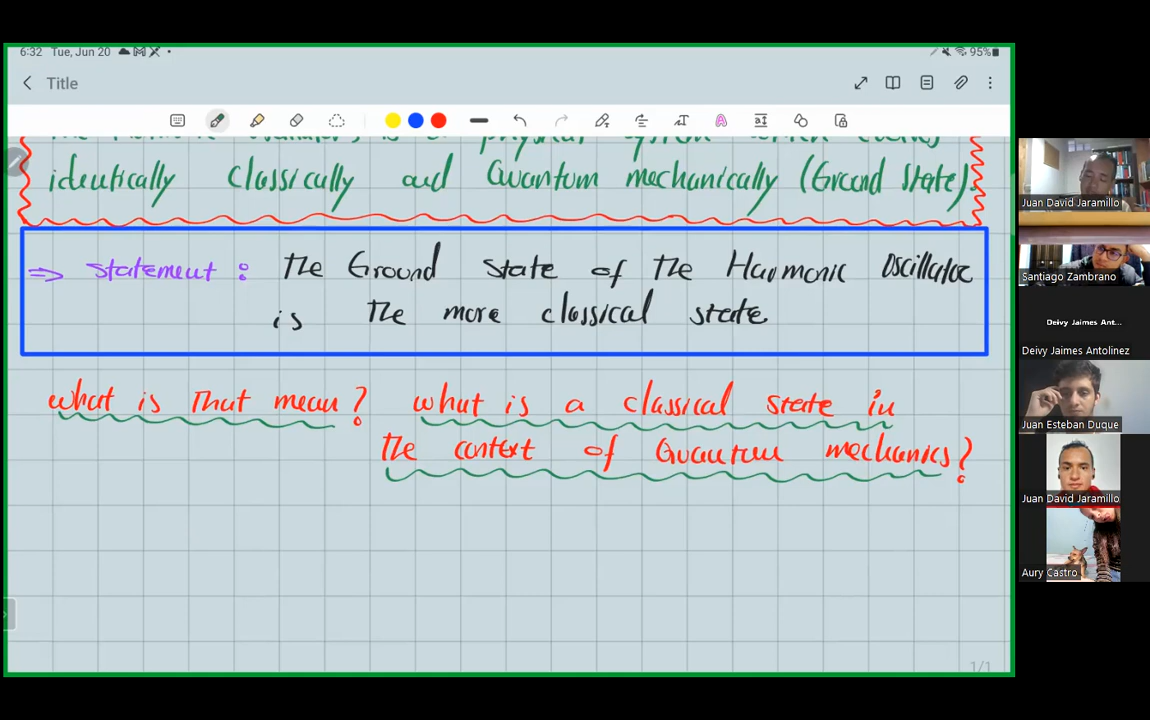 6:32 Tue, Jun 20
95%
Title
identically classically and Quantum mechanically (Ground State).
⇒ statement : The Ground state of The Harmonic Oscillator
is The more classical state
what is That mean? what is a classical state in
The context of Quantum mechanics?
1/1
Juan David Jaramillo
Santiago Zambrano
Deivy Jaimes Ant...
Deivy Jaimes Antolinez
Juan Esteban Duque
Juan David Jaramillo
Aury Castro